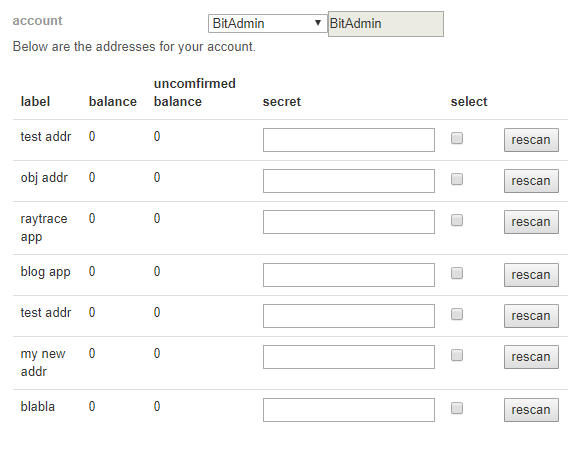 account BitAdmin BitAdmin
Below are the addresses for your account.
label balance uncomfirmed balance secret select
test addr 0 0 rescan
obj addr 0 0 rescan
raytrace app 0 0 rescan
blog app 0 0 rescan
test addr 0 0 rescan
my new addr 0 0 rescan
blabla 0 0 rescan